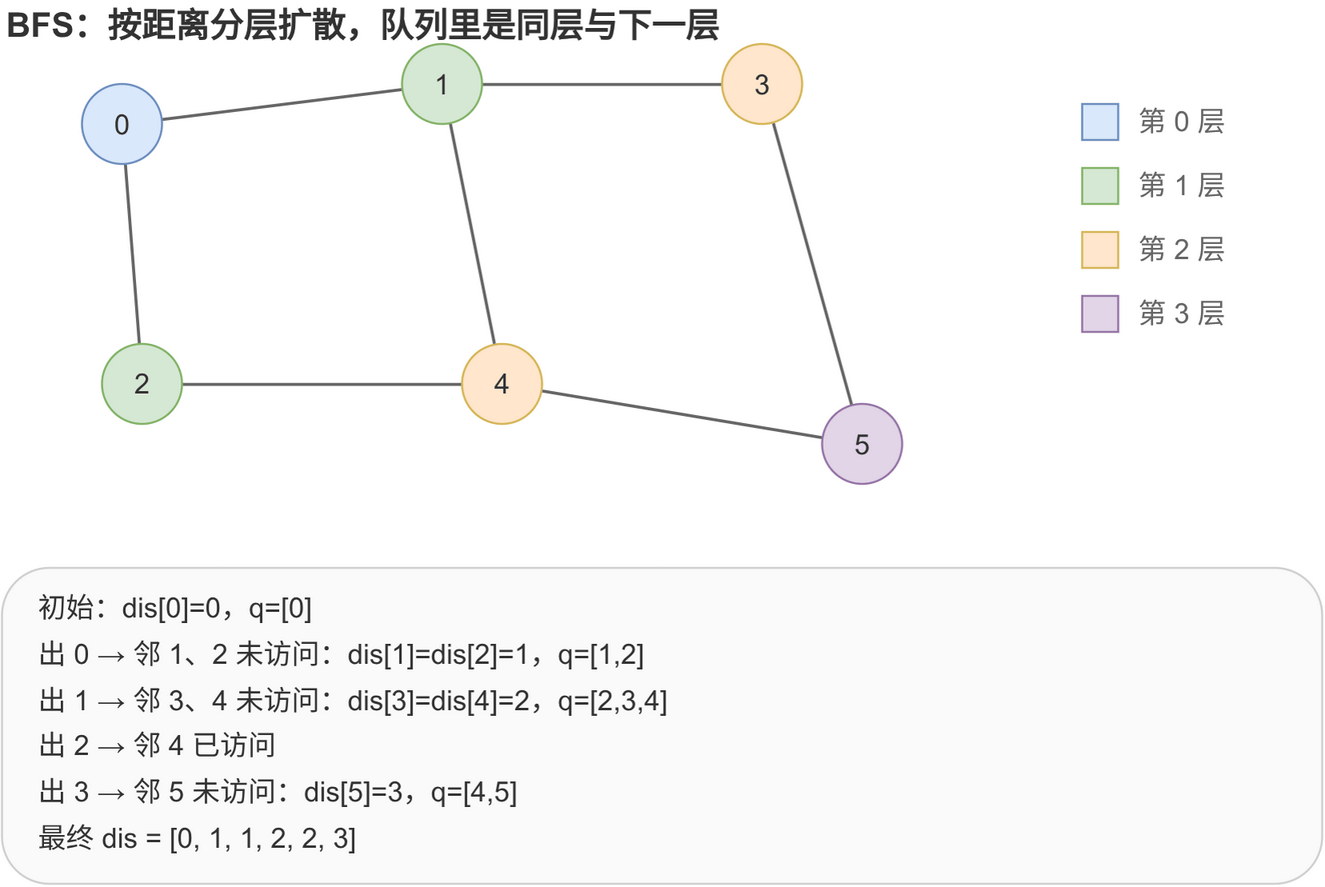 BFS：按距离分层扩散，队列里是同层与下一层
0
1
3
2
4
5
第 0 层
第 1 层
第 2 层
第 3 层
初始：dis[0]=0，q=[0]
出 0 → 邻 1、2 未访问：dis[1]=dis[2]=1，q=[1,2]
出 1 → 邻 3、4 未访问：dis[3]=dis[4]=2，q=[2,3,4]
出 2 → 邻 4 已访问
出 3 → 邻 5 未访问：dis[5]=3，q=[4,5]
最终 dis = [0, 1, 1, 2, 2, 3]